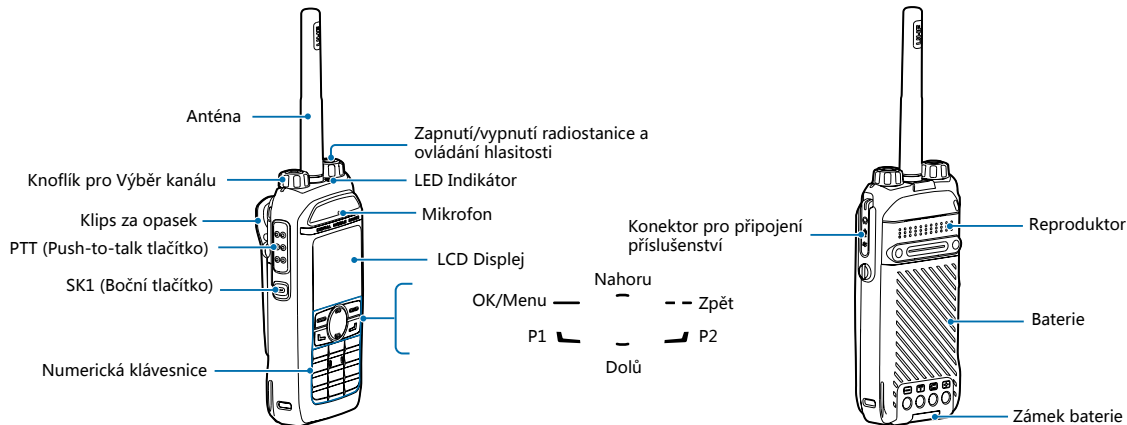 Anténa
Zapnutí/vypnutí radiostanice a
ovládání hlasitosti
Knoflík pro Výběr kanálu
LED Indikátor
Klips za opasek
Mikrofon
PTT (Push-to-talk tlačítko)
LCD Displej
SK1 (Boční tlačítko)
Numerická klávesnice
Nahoru
OK/Menu
Zpět
P1
P2
Dolů
Konektor pro připojení
příslušenství
Reproduktor
Baterie
Zámek baterie